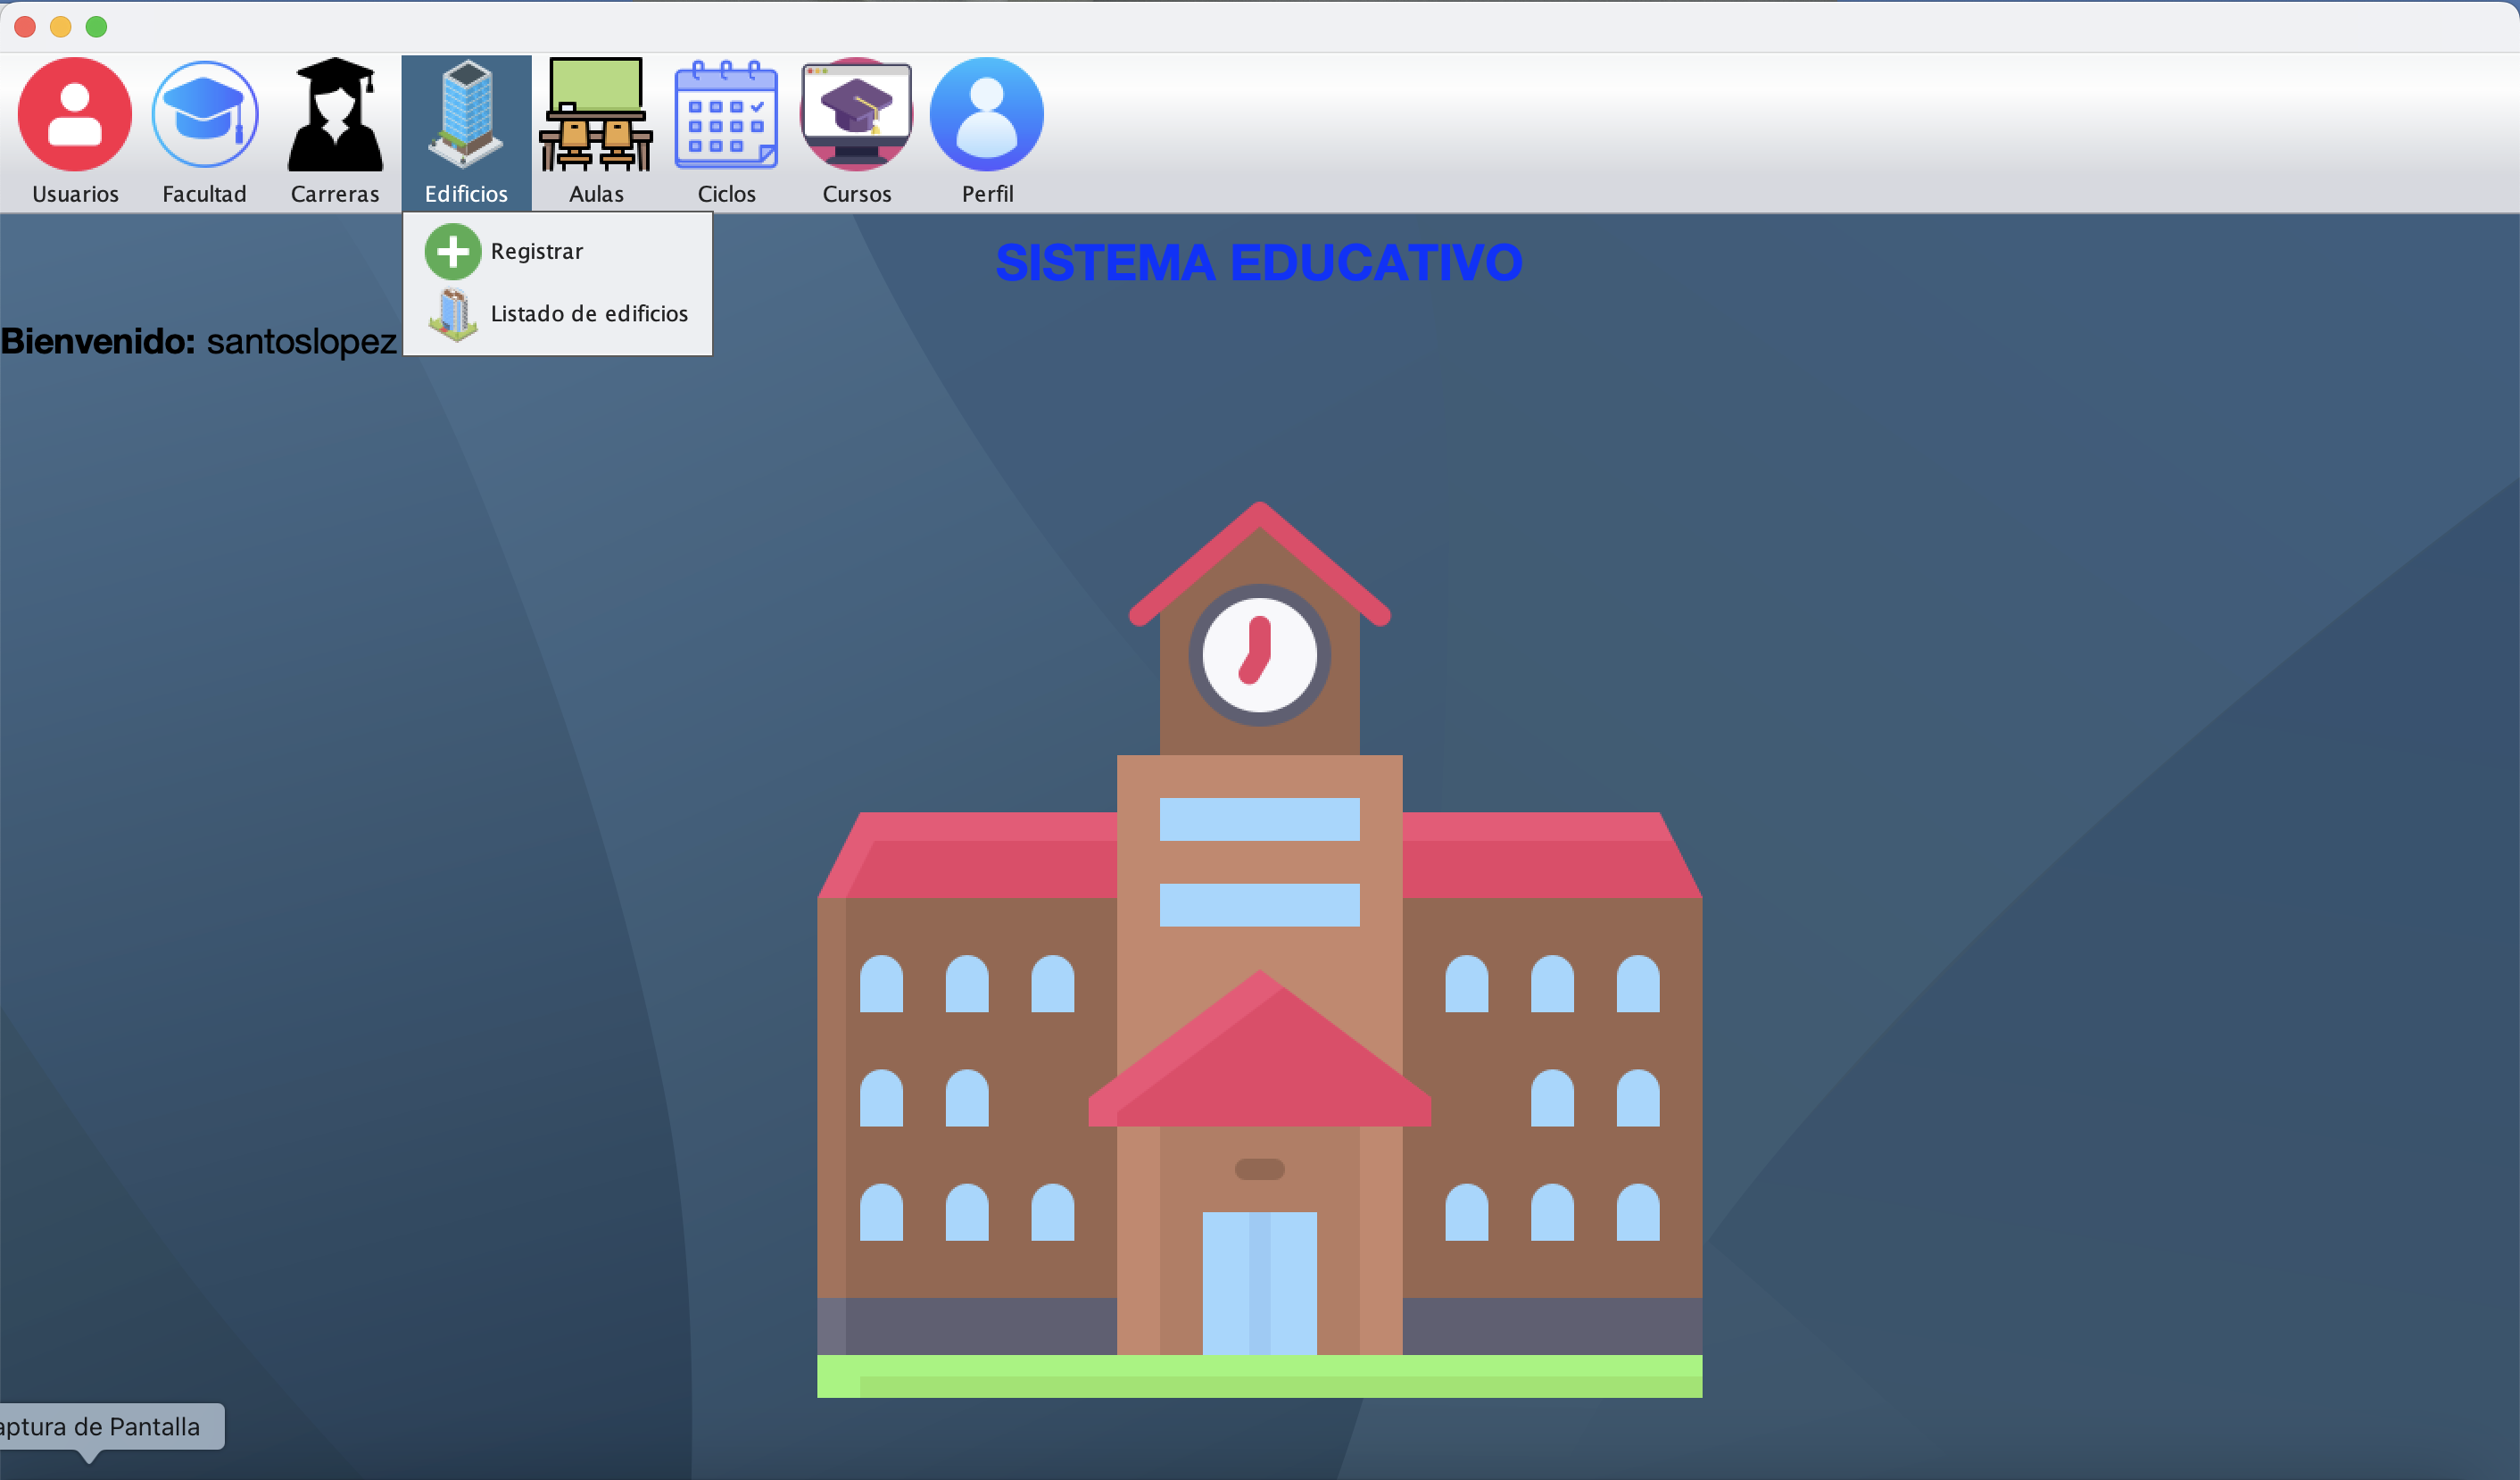 Usuarios Facultad Carreras Edificios Aulas Ciclos Cursos Perfil
Registrar
Listado de edificios
SISTEMA EDUCATIVO
Bienvenido: santoslopez
aptura de Pantalla